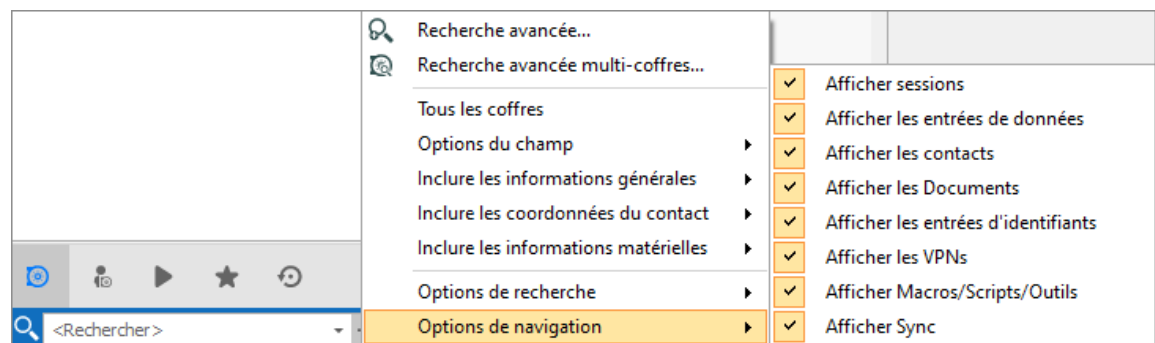 Recherche avancée...
Recherche avancée multi-coffres...
Tous les coffres
Options du champ
Inclure les informations générales
Inclure les coordonnées du contact
Inclure les informations matérielles
Options de recherche
Options de navigation
Afficher sessions
Afficher les entrées de données
Afficher les contacts
Afficher les Documents
Afficher les entrées d'identifiants
Afficher les VPNs
Afficher Macros/Scripts/Outils
Afficher Sync
<Rechercher>